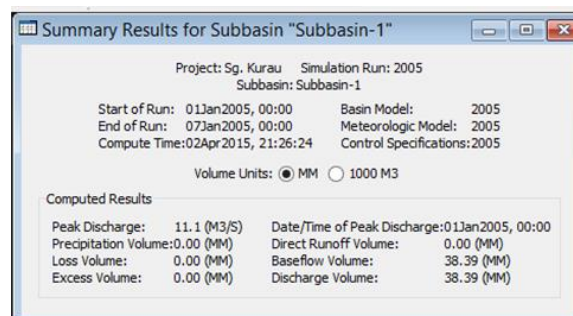 Summary Results for Subbasin "Subbasin-1"
Project: Sg. Kurau Simulation Run: 2005
Subbasin: Subbasin-1
Start of Run: 01Jan2005, 00:00 Basin Model: 2005
End of Run: 07Jan2005, 00:00 Meteorologic Model: 2005
Compute Time:02Apr2015, 21:26:24 Control Specifications:2005
Volume Units: MM 1000 M3
Computed Results
Peak Discharge: 11.1 (M3/S) Date/Time of Peak Discharge:01Jan2005, 00:00
Precipitation Volume:0.00 (MM) Direct Runoff Volume: 0.00 (MM)
Loss Volume: 0.00 (MM) Baseflow Volume: 38.39 (MM)
Excess Volume: 0.00 (MM) Discharge Volume: 38.39 (MM)